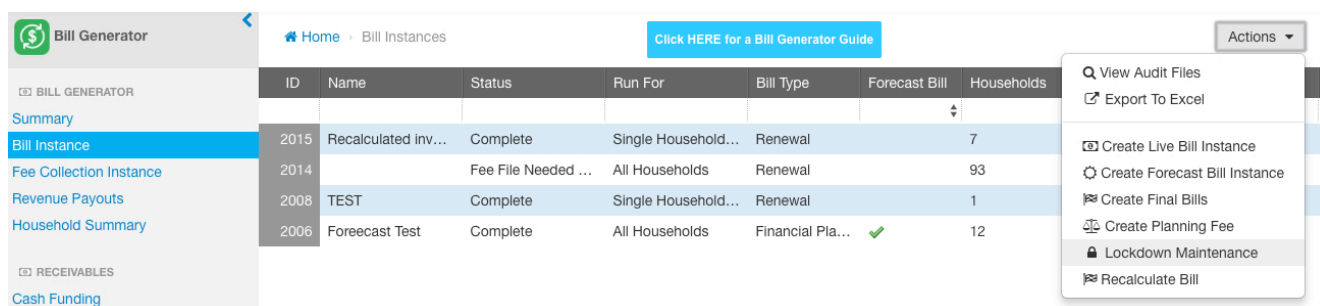 Bill Generator
Home › Bill Instances
Click HERE for a Bill Generator Guide
Actions
BILL GENERATOR
Summary
Bill Instance
Fee Collection Instance
Revenue Payouts
Household Summary
RECEIVABLES
Cash Funding
ID Name Status Run For Bill Type Forecast Bill Households
2015 Recalculated inv... Complete Single Household... Renewal 7
2014 Fee File Needed ... All Households Renewal 93
2008 TEST Complete Single Household... Renewal 1
2006 Foreecast Test Complete All Households Financial Pla... 12
View Audit Files
Export To Excel
Create Live Bill Instance
Create Forecast Bill Instance
Create Final Bills
Create Planning Fee
Lockdown Maintenance
Recalculate Bill